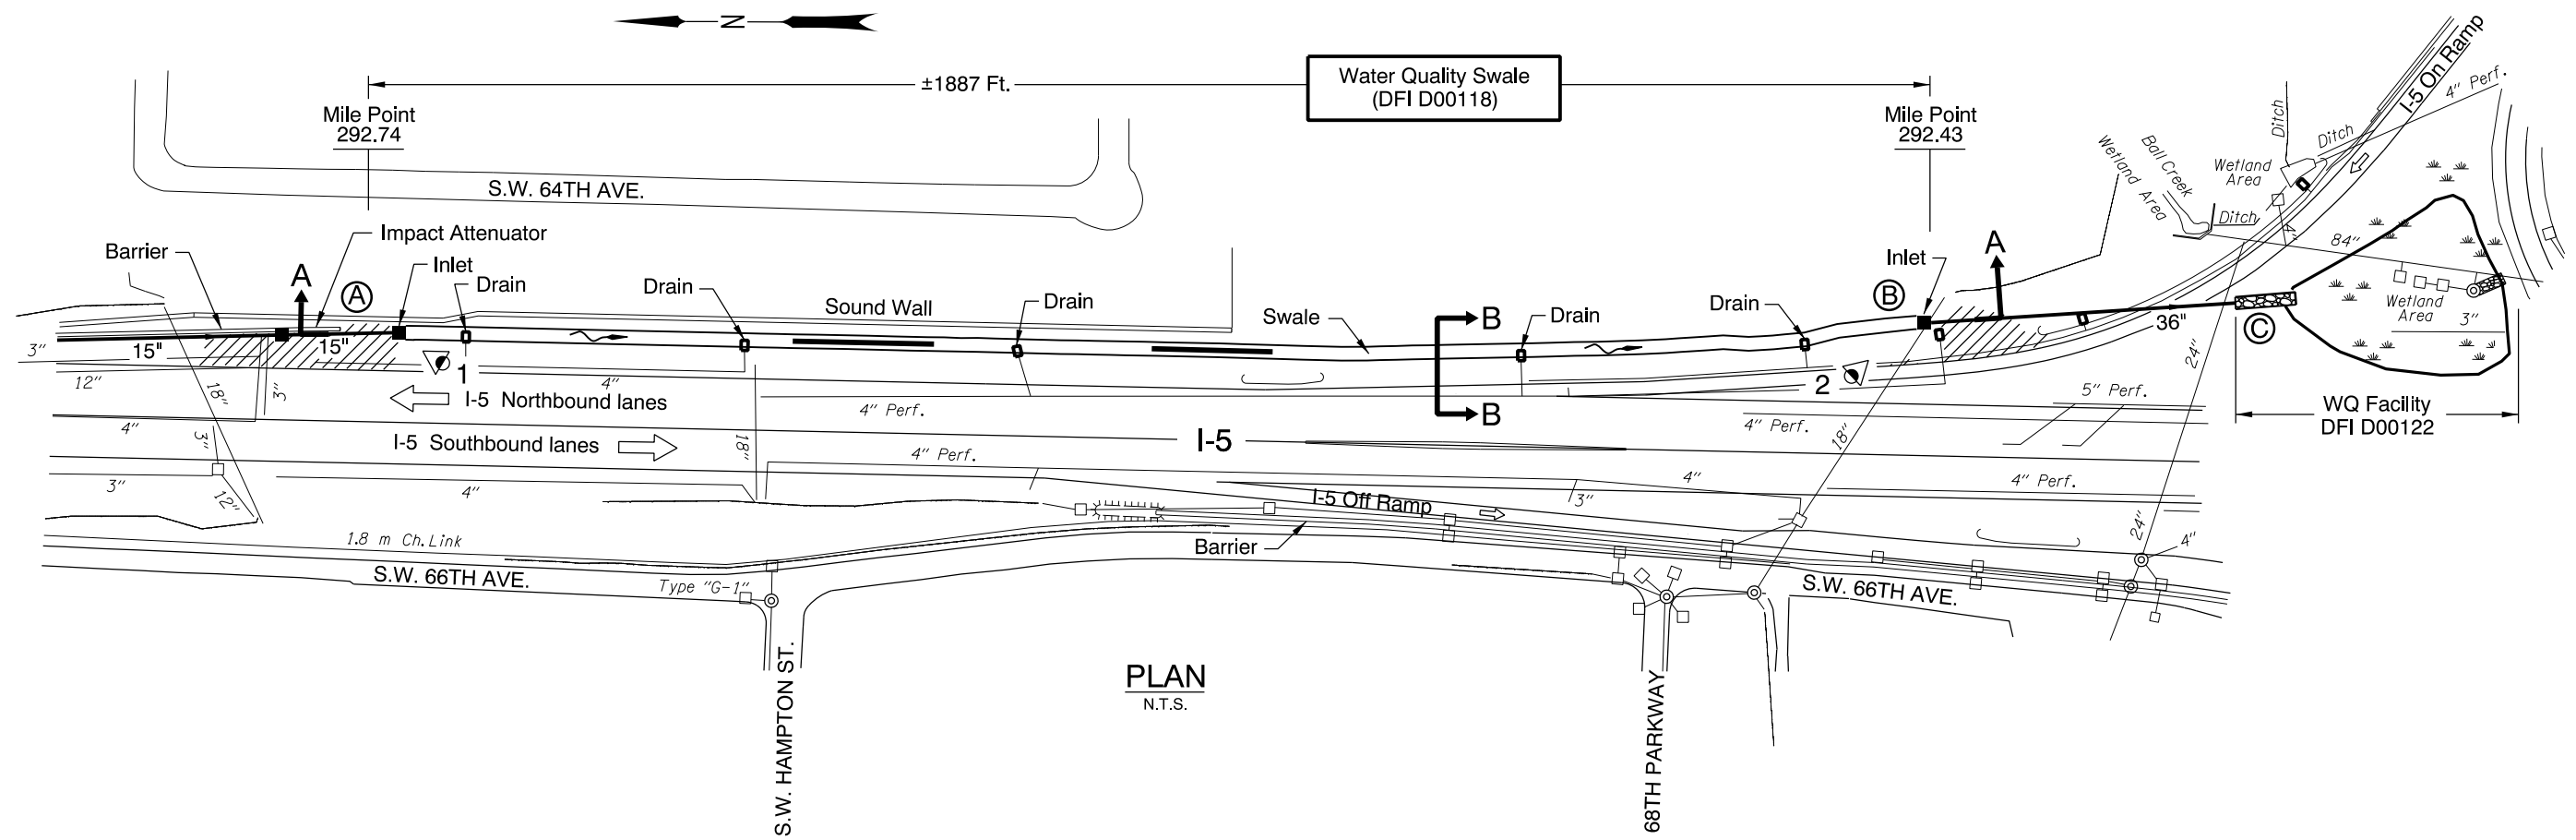 N
±1887 Ft.
Water Quality Swale
(DFI D00118)
Mile Point
292.74
Mile Point
292.43
I-5 On Ramp
4" Perf.
Ditch
Ditch
Ball Creek
Wetland Area
Wetland
Area
Ditch
4"
84"
S.W. 64TH AVE.
Barrier
Impact Attenuator
A
A
Inlet
Drain
Drain
Sound Wall
Drain
Swale
B
Drain
Drain
Inlet
B
A
36"
C
Wetland
Area
3"
3"
15"
15"
12"
18"
3"
1
4"
2
24"
I-5 Northbound lanes
4" Perf.
B
5" Perf.
WQ Facility
DFI D00122
4"
3"
I-5 Southbound lanes
18"
I-5
4" Perf.
18"
4" Perf.
3"
12"
4"
I-5 Off Ramp
3"
4"
4" Perf.
24"
4"
1.8 m Ch. Link
Barrier
S.W. 66TH AVE.
Type "G-1"
S.W. 66TH AVE.
S.W. HAMPTON ST.
68TH PARKWAY
PLAN
N.T.S.